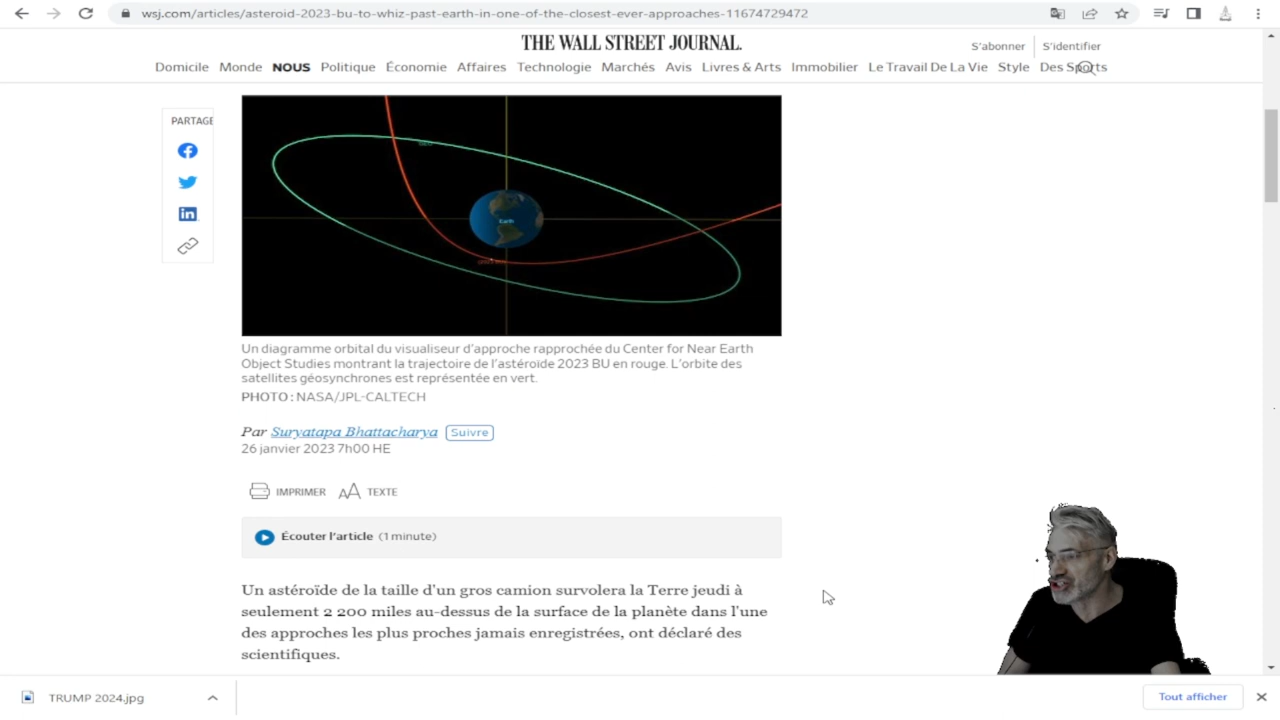 wsj.com/articles/asteroid-2023-bu-to-whiz-past-earth-in-one-of-the-closest-ever-approaches-11674729472
THE WALL STREET JOURNAL.
S'abonner S'identifier
Domicile Monde NOUS Politique Économie Affaires Technologie Marchés Avis Livres & Arts Immobilier Le Travail De La Vie Style Des Sports
PARTAGE
Earth
Un diagramme orbital du visualiseur d'approche rapprochée du Center for Near Earth
Object Studies montrant la trajectoire de l'astéroïde 2023 BU en rouge. L'orbite des
satellites géosynchrones est représentée en vert.
PHOTO : NASA/JPL-CALTECH
Par Suryatapa Bhattacharya Suivre
26 janvier 2023 7h00 HE
IMPRIMER AA TEXTE
Écouter l'article (1 minute)
Un astéroïde de la taille d'un gros camion survolera la Terre jeudi à
seulement 2 200 miles au-dessus de la surface de la planète dans l'une
des approches les plus proches jamais enregistrées, ont déclaré des
scientifiques.
TRUMP 2024.jpg
Tout afficher